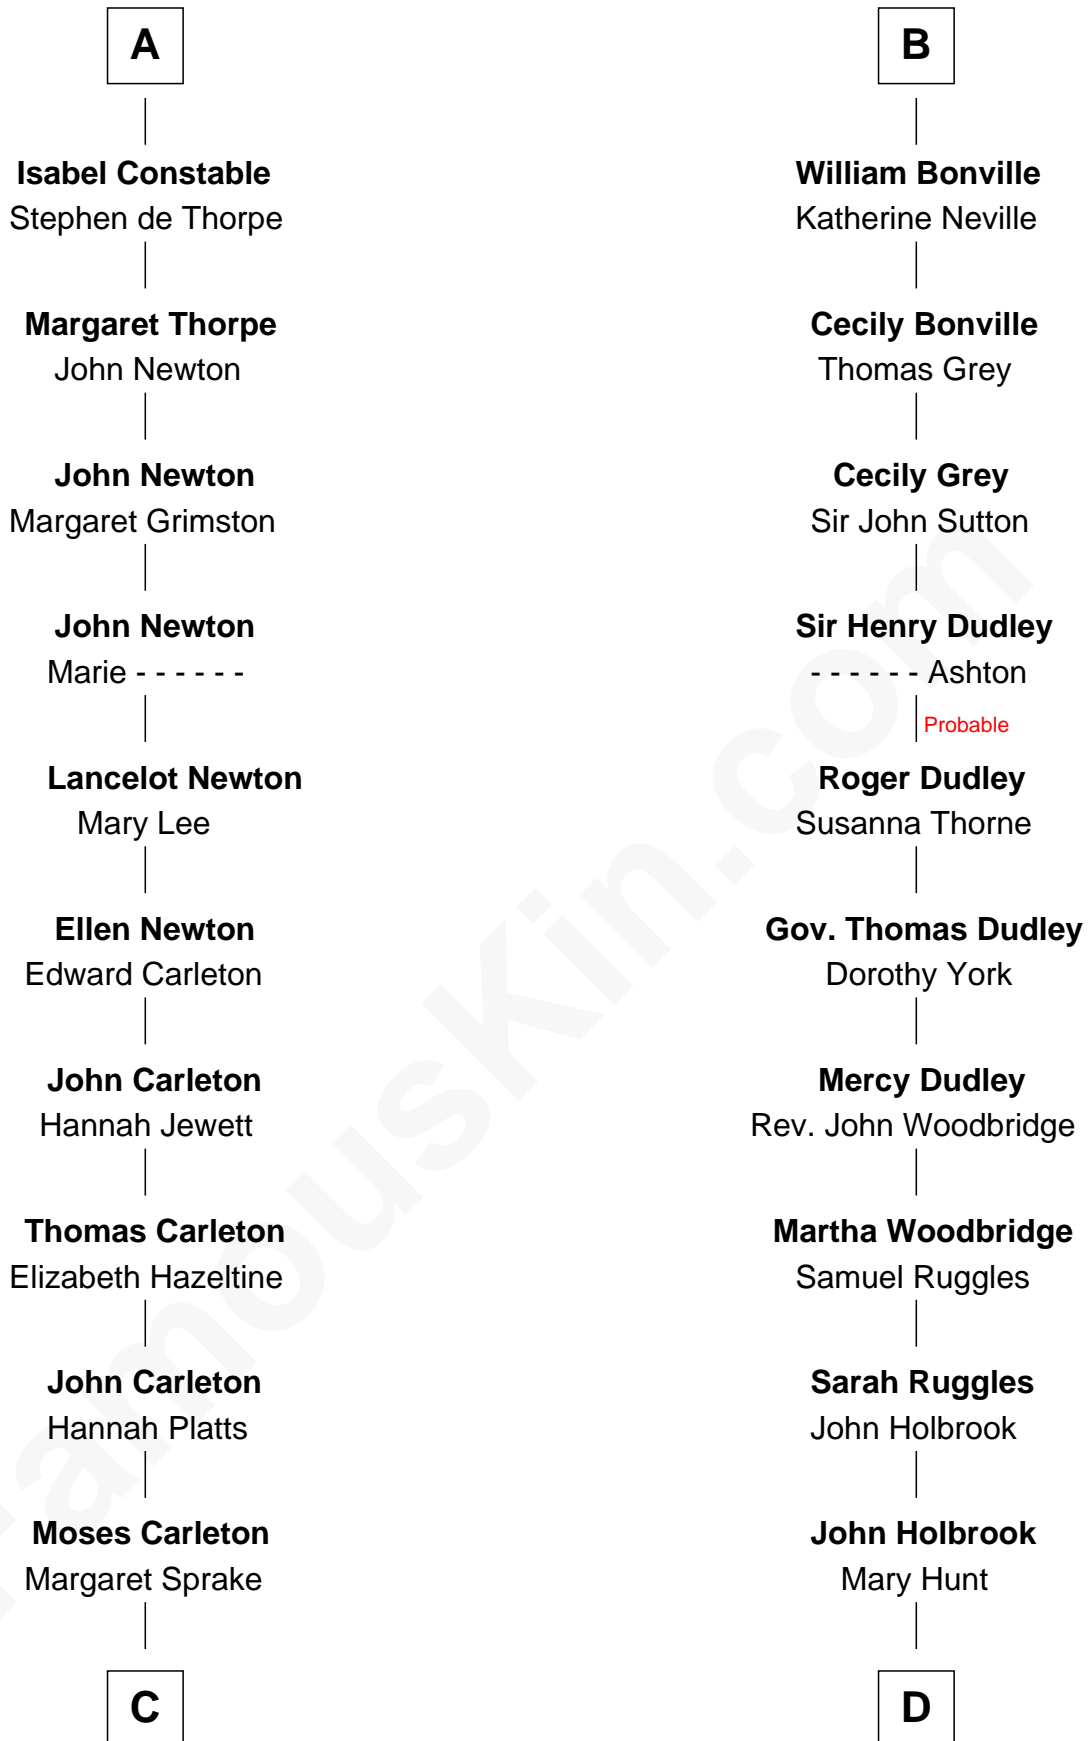 A
Isabel Constable
Stephen de Thorpe
Margaret Thorpe
John Newton
John Newton
Margaret Grimston
John Newton
Marie - - - - - -
Lancelot Newton
Mary Lee
Ellen Newton
Edward Carleton
John Carleton
Hannah Jewett
Thomas Carleton
Elizabeth Hazeltine
John Carleton
Hannah Platts
Moses Carleton
Margaret Sprake
C
B
William Bonville
Katherine Neville
Cecily Bonville
Thomas Grey
Cecily Grey
Sir John Sutton
Sir Henry Dudley
- - - - - - Ashton
Probable
Roger Dudley
Susanna Thorne
Gov. Thomas Dudley
Dorothy York
Mercy Dudley
Rev. John Woodbridge
Martha Woodbridge
Samuel Ruggles
Sarah Ruggles
John Holbrook
John Holbrook
Mary Hunt
D
FamousKin.com